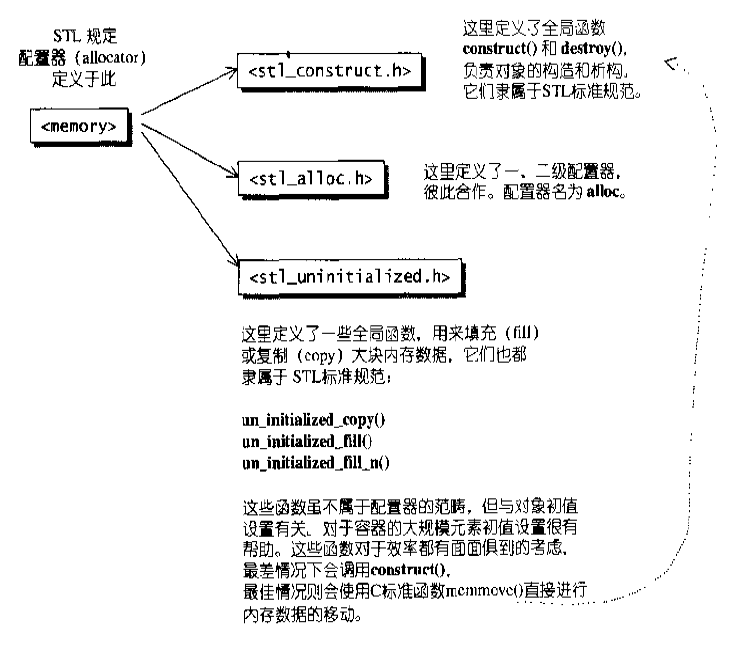 STL 规定
配置器（allocator）
定义于此
<memory>
<stl_construct.h>
这里定义了全局函数
construct() 和 destroy(),
负责对象的构造和析构。
它们隶属于STL标准规范。
<stl_alloc.h>
这里定义了一、二级配置器，
彼此合作。配置器名为 alloc。
<stl_uninitialized.h>
这里定义了一些全局函数，用来填充（fill）
或复制（copy）大块内存数据，它们也都
隶属于 STL标准规范：
un_initialized_copy()
un_initialized_fill()
un_initialized_fill_n()
这些函数虽不属于配置器的范畴，但与对象初值
设置有关。对于容器的大规模元素初值设置很有
帮助。这些函数对于效率都有面面俱到的考虑，
最差情况下会调用construct(),
最佳情况则会使用C标准函数memmove()直接进行
内存数据的移动。